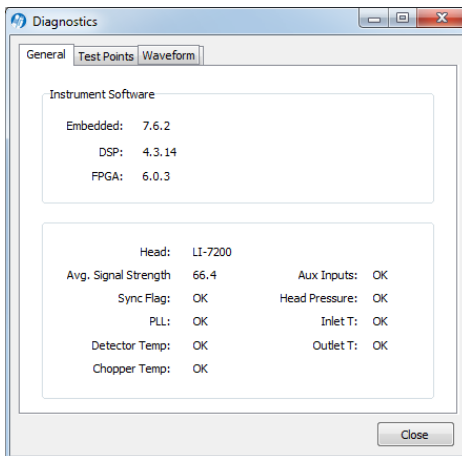 Diagnostics
General Test Points Waveform
Instrument Software
Embedded: 7.6.2
DSP: 4.3.14
FPGA: 6.0.3
Head: LI-7200
Avg. Signal Strength 66.4 Aux Inputs: OK
Sync Flag: OK Head Pressure: OK
PLL: OK Inlet T: OK
Detector Temp: OK Outlet T: OK
Chopper Temp: OK
Close